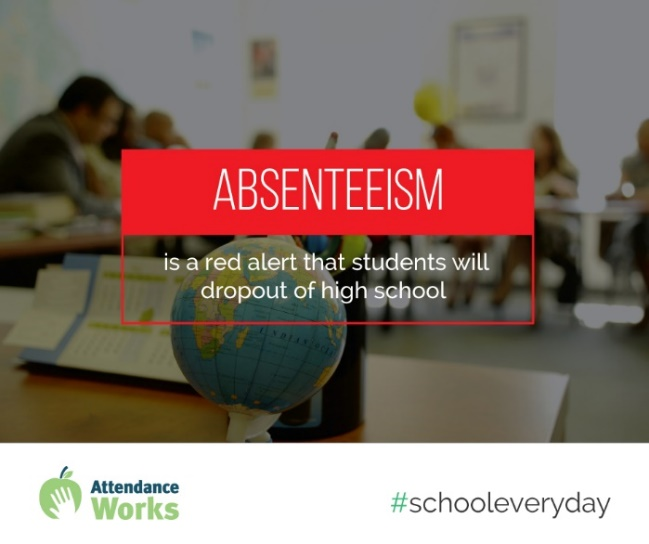 ABSENTEEISM
is a red alert that students will
dropout of high school
Attendance
Works
#schooleveryday